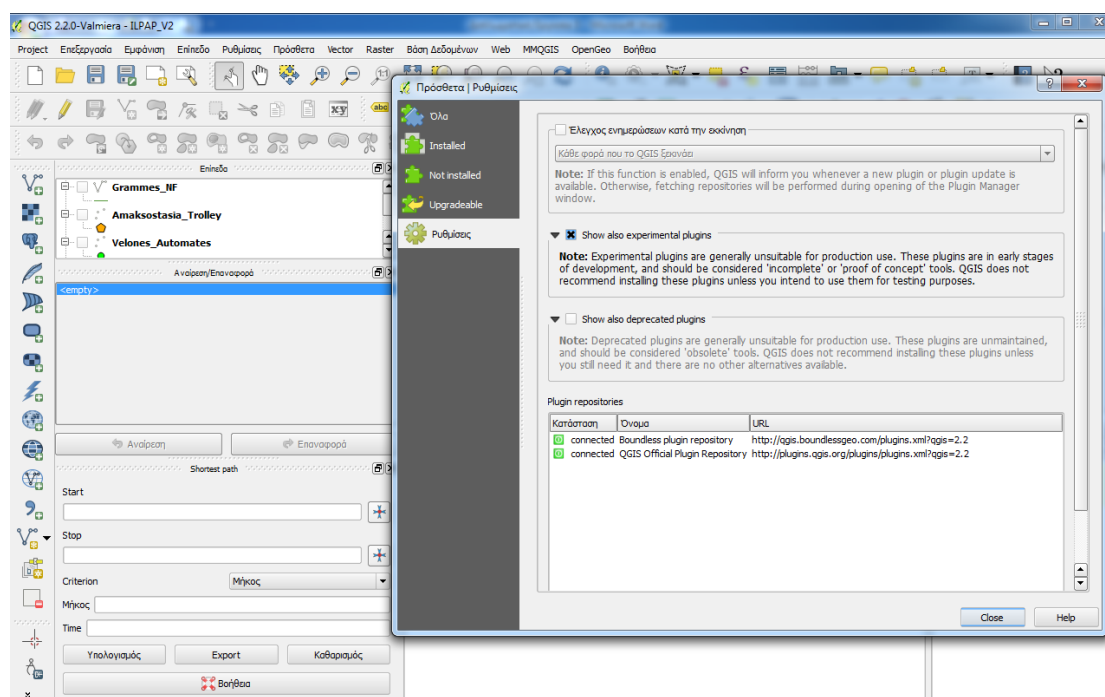 QGIS 2.2.0-Valmiera - ILPAP_V2
Project Επεξεργασία Εμφάνιση Επίπεδο Ρυθμίσεις Πρόσθετα Vector Raster Βάση Δεδομένων Web MMQGIS OpenGeo Βοήθεια
abc
Επίπεδα
Grammes_NF
Amaksostasia_Trolley
Velones_Automates
Αναίρεση/Επαναφορά
<empty>
Αναίρεση Επαναφορά
Shortest path
Start
Stop
Criterion Μήκος
Μήκος
Time
Υπολογισμός Export Καθαρισμός
Βοήθεια
Πρόσθετα | Ρυθμίσεις
Όλα
Installed
Not installed
Upgradeable
Ρυθμίσεις
Έλεγχος ενημερώσεων κατά την εκκίνηση
Κάθε φορά που το QGIS ξεκινάει
Note: If this function is enabled, QGIS will inform you whenever a new plugin or plugin update is
available. Otherwise, fetching repositories will be performed during opening of the Plugin Manager
window.
Show also experimental plugins
Note: Experimental plugins are generally unsuitable for production use. These plugins are in early stages
of development, and should be considered 'incomplete' or 'proof of concept' tools. QGIS does not
recommend installing these plugins unless you intend to use them for testing purposes.
Show also deprecated plugins
Note: Deprecated plugins are generally unsuitable for production use. These plugins are unmaintained,
and should be considered 'obsolete' tools. QGIS does not recommend installing these plugins unless
you still need it and there are no other alternatives available.
Plugin repositories
Κατάσταση Όνομα URL
connected Boundless plugin repository http://qgis.boundlessgeo.com/plugins.xml?qgis=2.2
connected QGIS Official Plugin Repository http://plugins.qgis.org/plugins/plugins.xml?qgis=2.2
Close Help